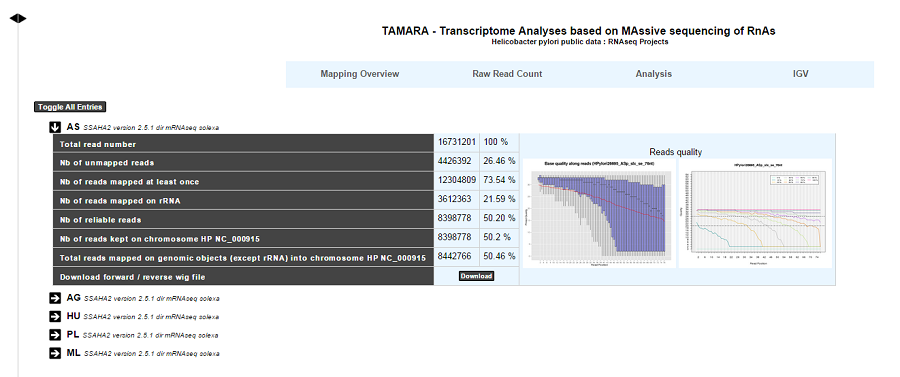 TAMARA - Transcriptome Analyses based on MAssive sequencing of RnAs
Helicobacter pylori public data : RNAseq Projects
Mapping Overview Raw Read Count Analysis IGV
Toggle All Entries
AS SSAHA2 version 2.5.1 dir mRNAseq solexa
Total read number 16731201 100 %
Nb of unmapped reads 4426392 26.46 %
Nb of reads mapped at least once 12304809 73.54 %
Nb of reads mapped on rRNA 3612363 21.59 %
Nb of reliable reads 8398778 50.20 %
Nb of reads kept on chromosome HP NC_000915 8398778 50.2 %
Total reads mapped on genomic objects (except rRNA) into chromosome HP NC_000915 8442766 50.46 %
Download forward / reverse wig file Download
Reads quality
Base quality along reads
AG SSAHA2 version 2.5.1 dir mRNAseq solexa
HU SSAHA2 version 2.5.1 dir mRNAseq solexa
PL SSAHA2 version 2.5.1 dir mRNAseq solexa
ML SSAHA2 version 2.5.1 dir mRNAseq solexa